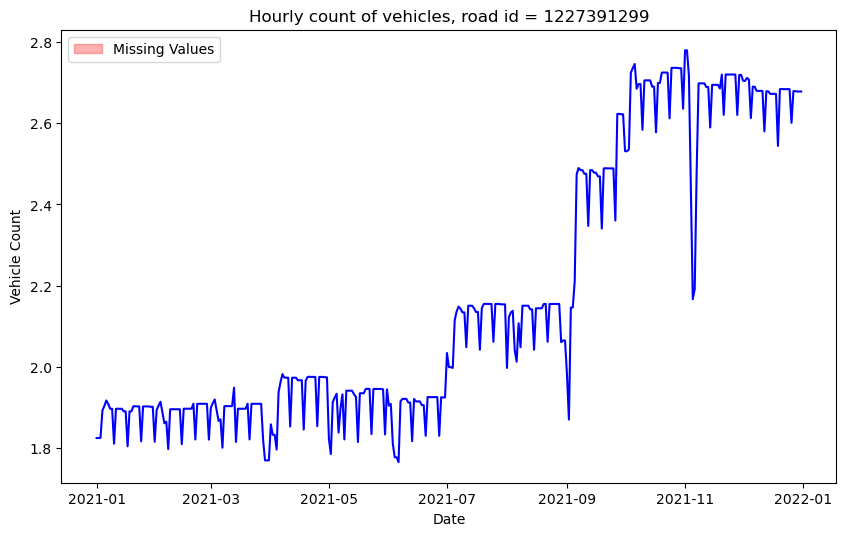 Hourly count of vehicles, road id = 1227391299
Missing Values
Vehicle Count
2.8
2.6
2.4
2.2
2.0
1.8
2021-01 2021-03 2021-05 2021-07 2021-09 2021-11 2022-01
Date